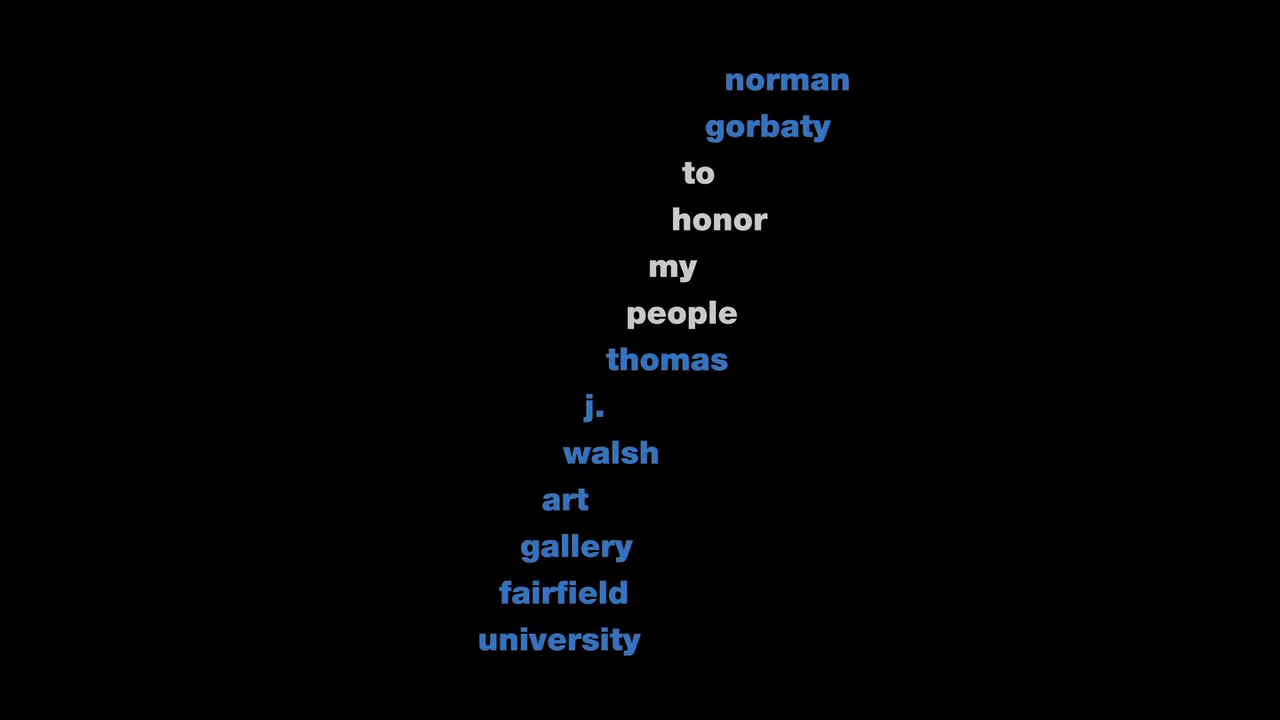 norman
gorbaty
to
honor
my
people
thomas
j.
walsh
art
gallery
fairfield
university